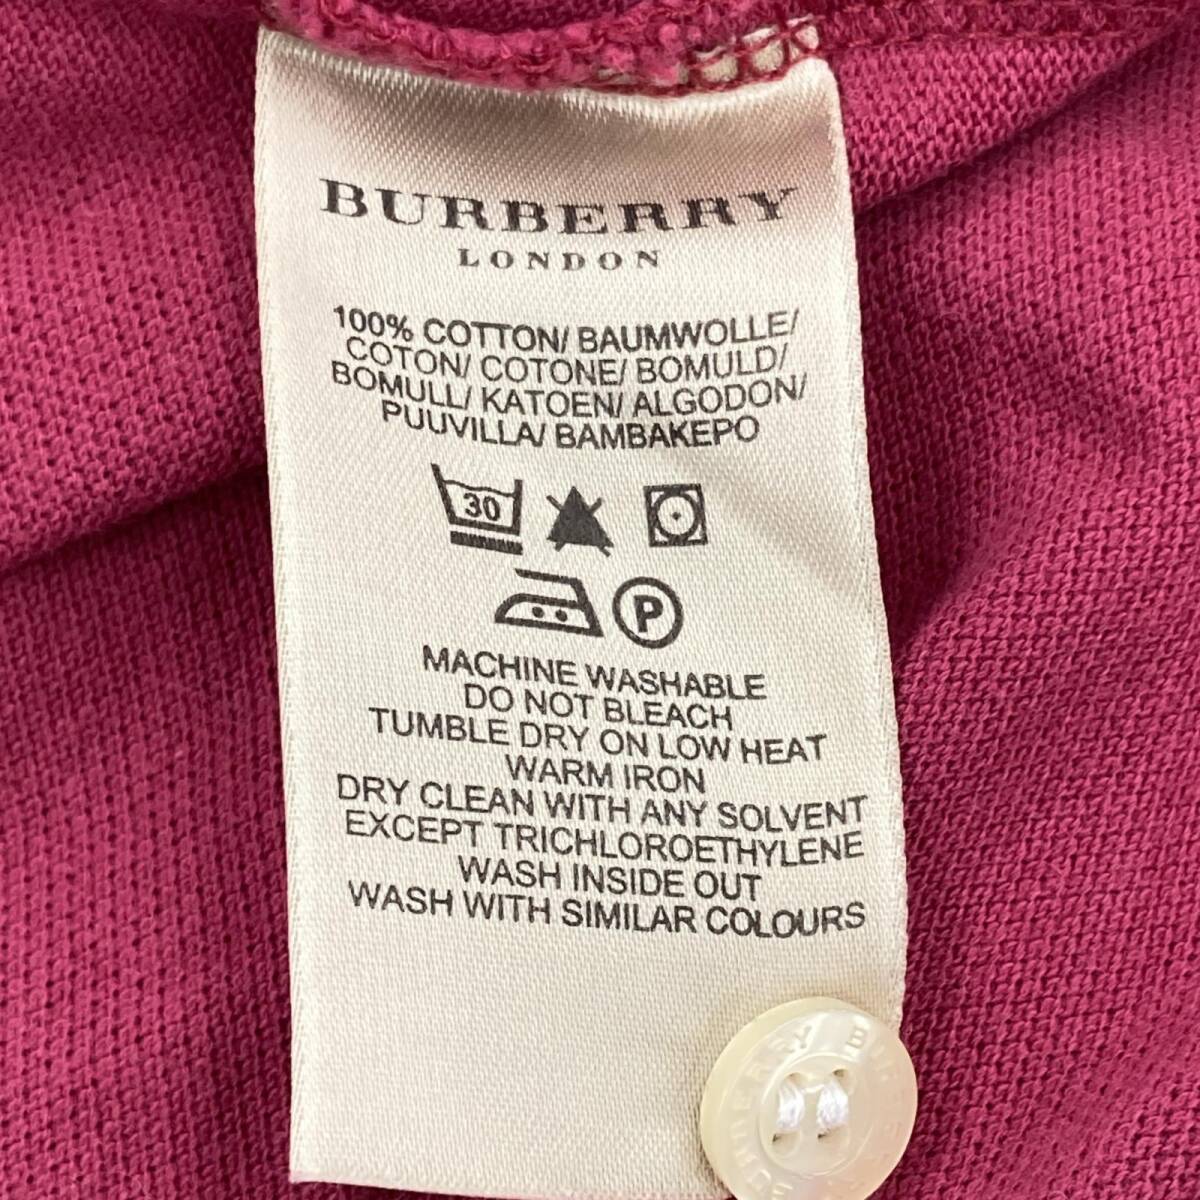 BURBERRY
LONDON
100% COTTON/ BAUMWOLLE/
COTON/ COTONE/ BOMULD/
BOMULL/ KATOEN/ ALGODON/
PUUVILLA/ BAMBAKEPO
30
P
MACHINE WASHABLE
DO NOT BLEACH
TUMBLE DRY ON LOW HEAT
WARM IRON
DRY CLEAN WITH ANY SOLVENT
EXCEPT TRICHLOROETHYLENE
WASH INSIDE OUT
WASH WITH SIMILAR COLOURS